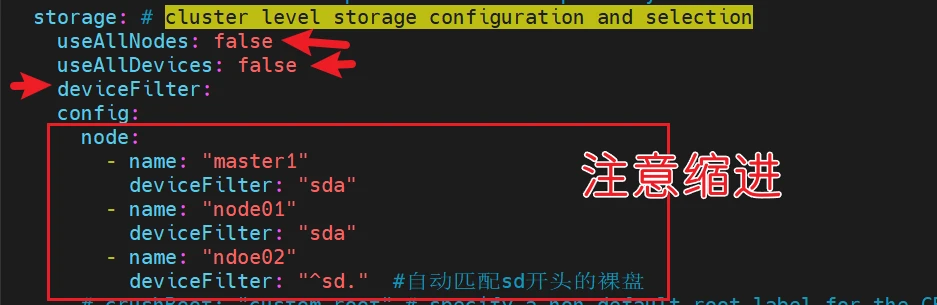 storage: # cluster level storage configuration and selection
useAllNodes: false
useAllDevices: false
deviceFilter:
config:
node:
- name: "master1"
deviceFilter: "sda"
- name: "node01"
deviceFilter: "sda"
- name: "ndoe02"
deviceFilter: "^sd." #自动匹配sd开头的裸盘
注意缩进